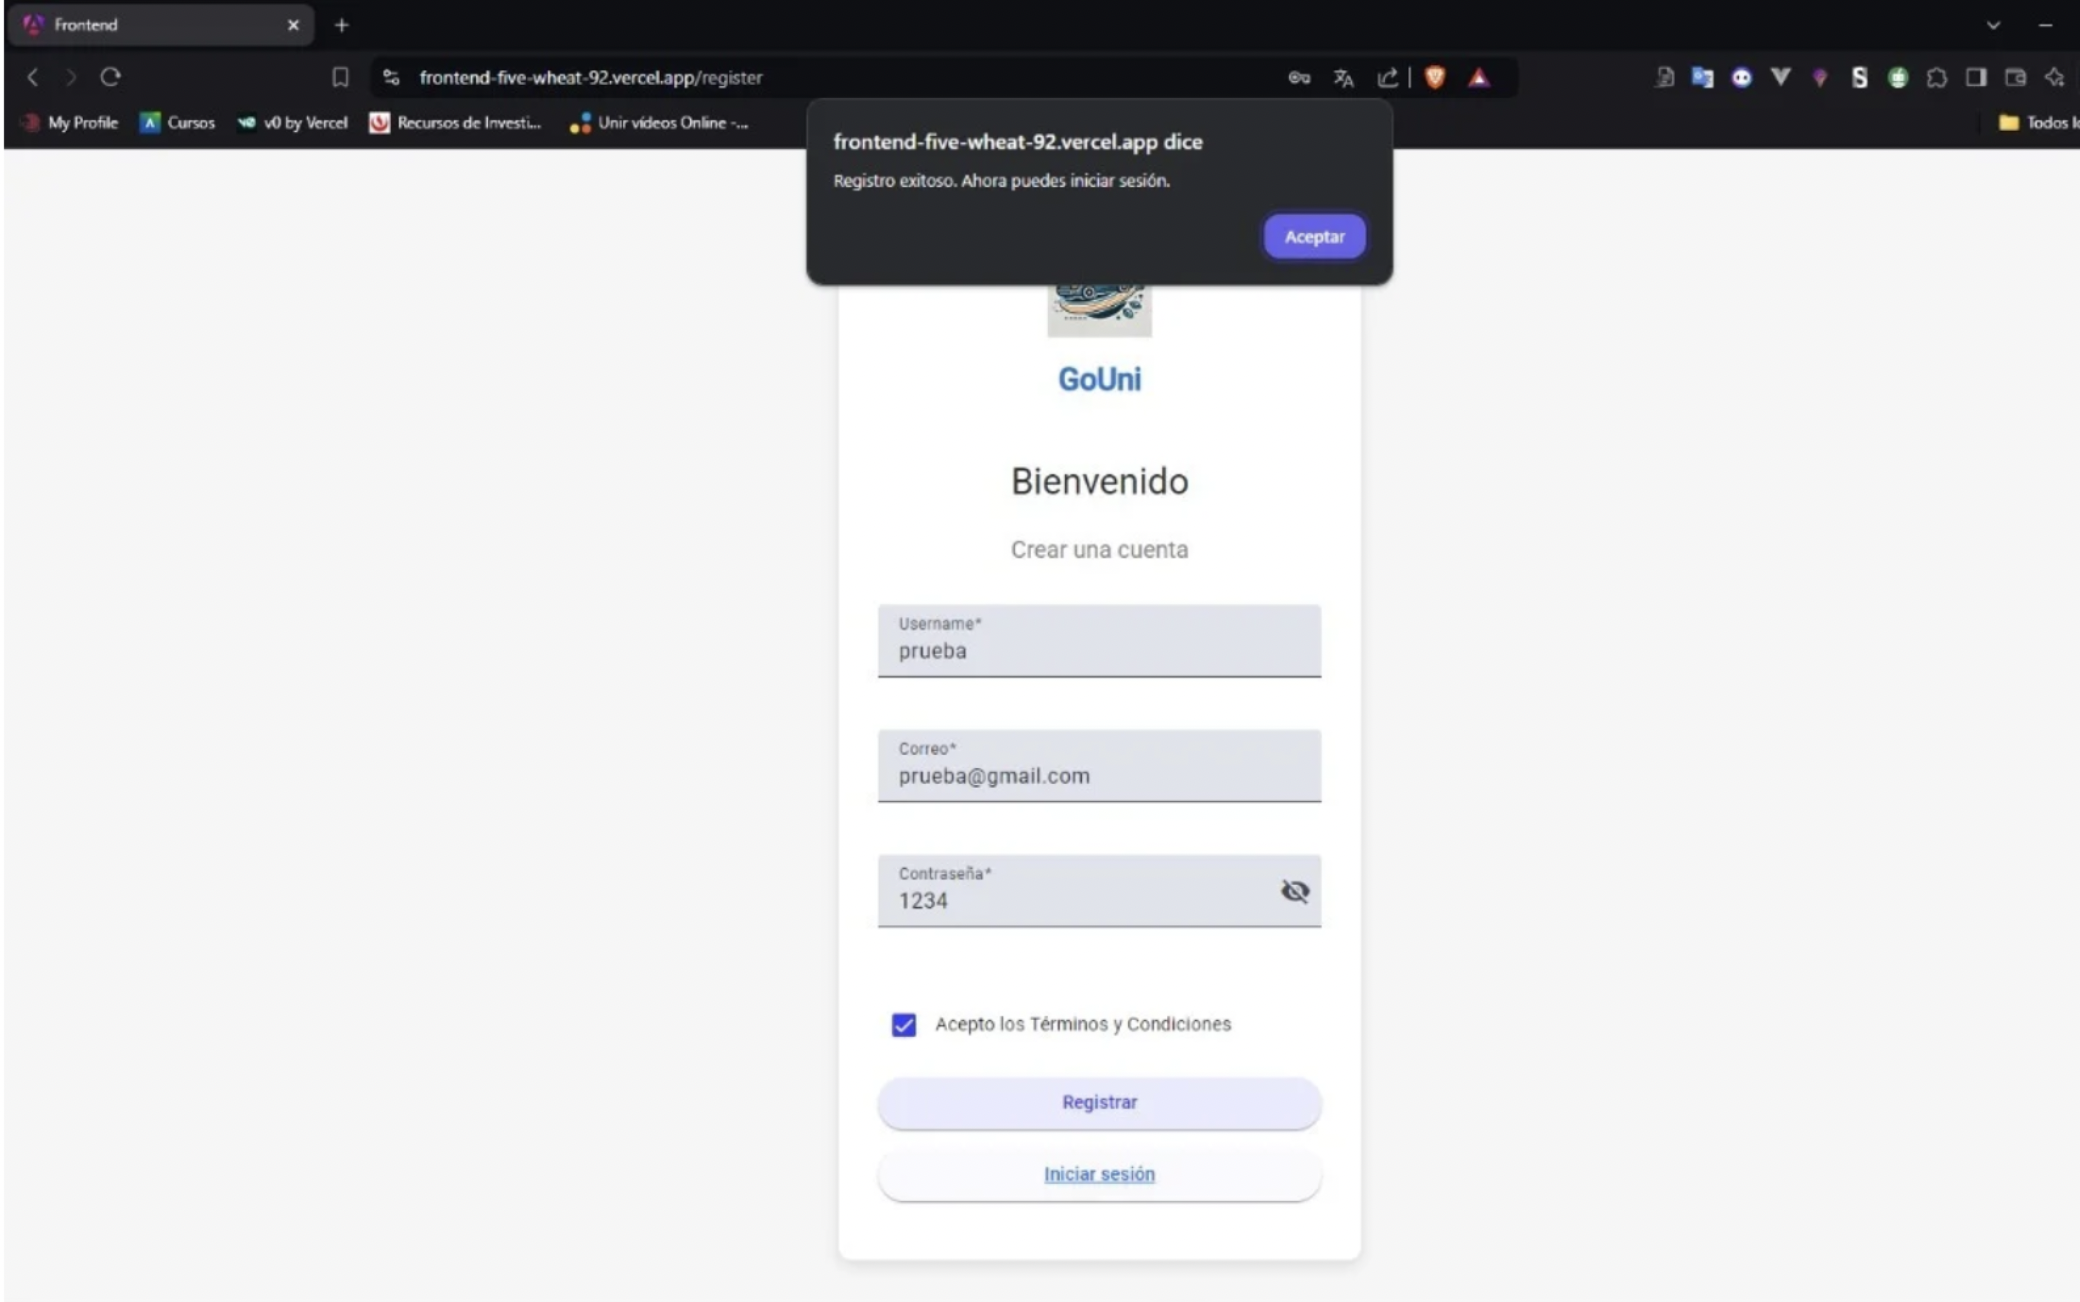 Frontend
frontend-five-wheat-92.vercel.app/register
My Profile
Cursos
v0 by Vercel
Recursos de Investi...
Unir vídeos Online -...
Todos
frontend-five-wheat-92.vercel.app dice
Registro exitoso. Ahora puedes iniciar sesión.
Aceptar
GoUni
Bienvenido
Crear una cuenta
Username*
prueba
Correo*
prueba@gmail.com
Contraseña*
1234
Acepto los Términos y Condiciones
Registrar
Iniciar sesión